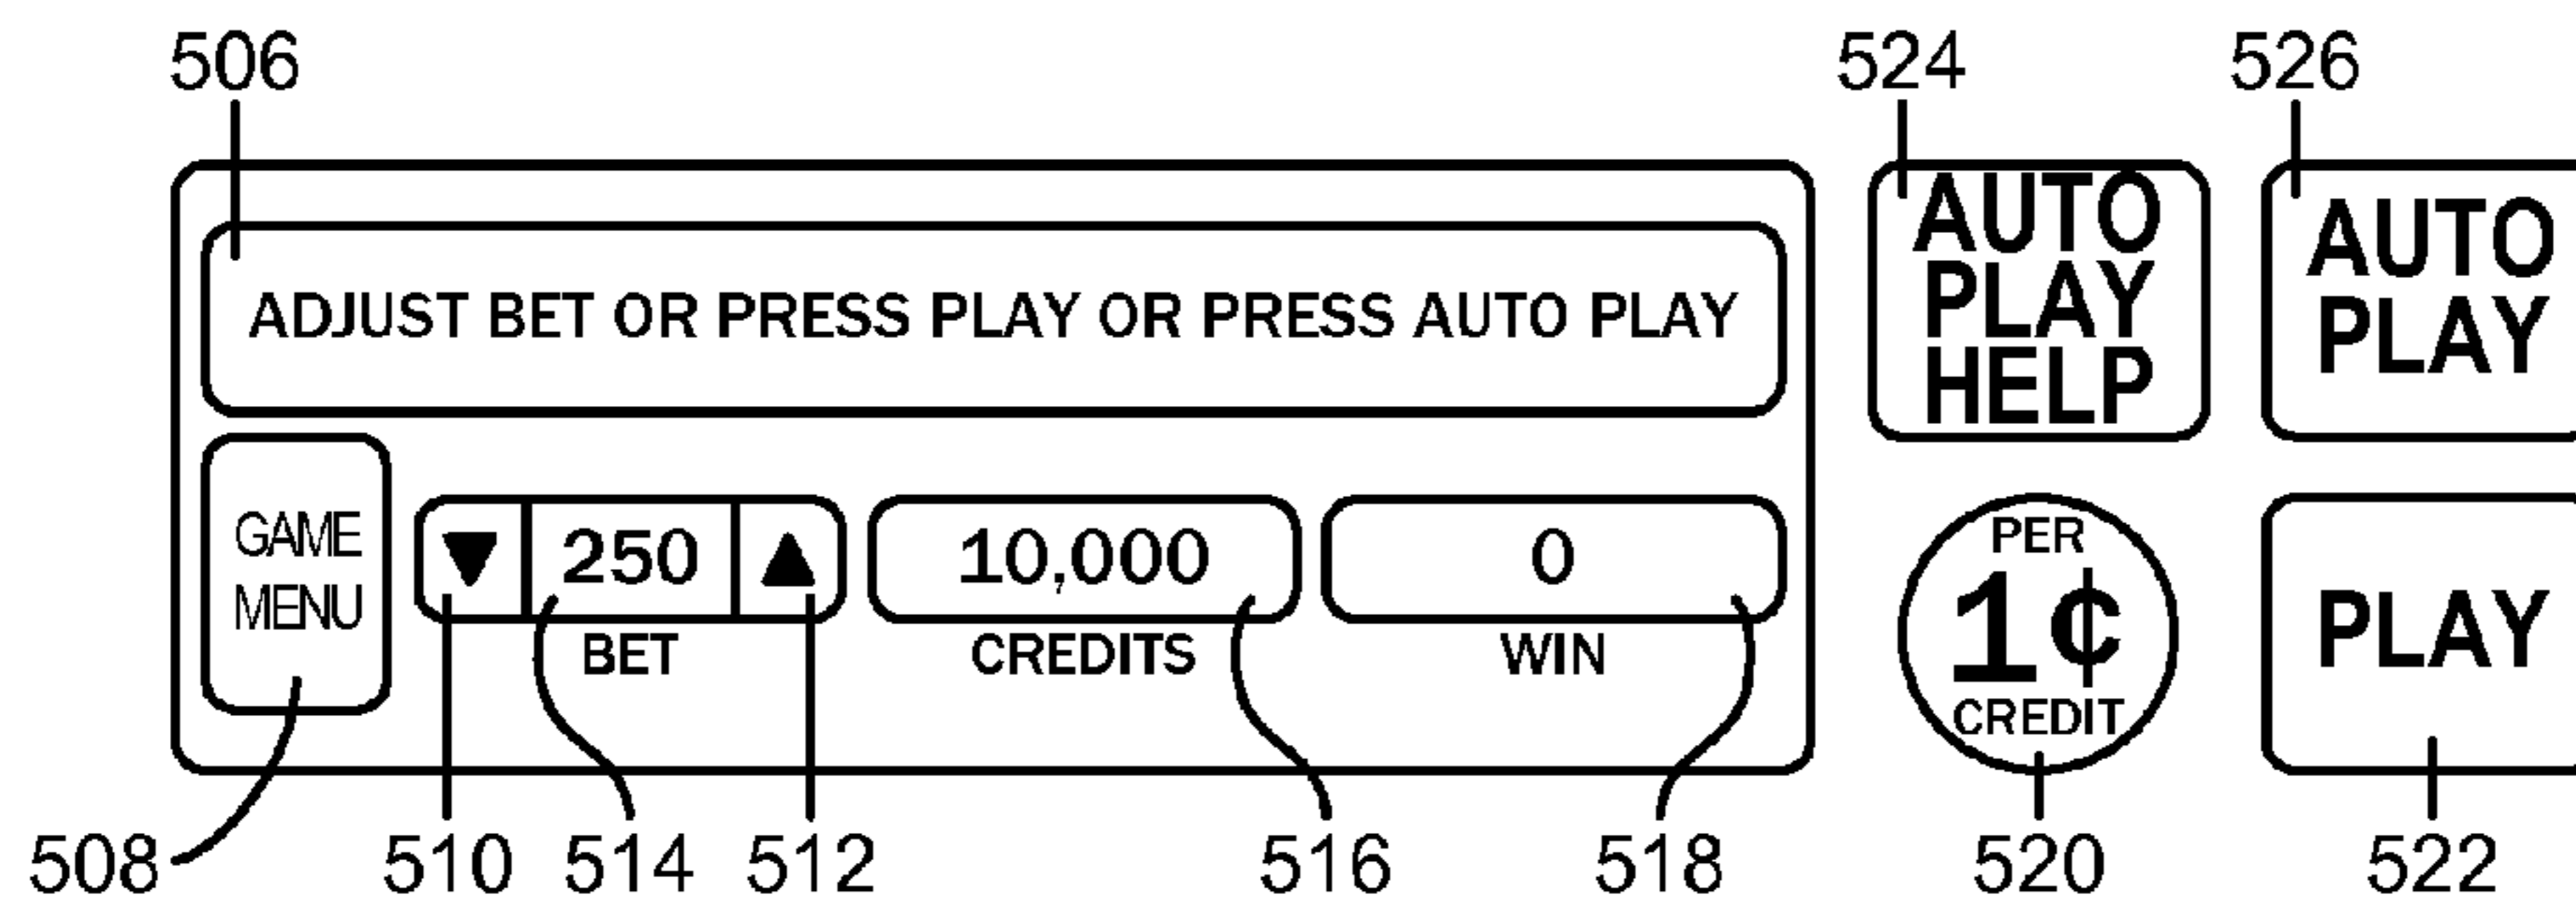 506
524
526
ADJUST BET OR PRESS PLAY OR PRESS AUTO PLAY
AUTO
PLAY
HELP
AUTO
PLAY
GAME
MENU
▼ 250 ▲
BET
10,000
CREDITS
0
WIN
PER
1¢
CREDIT
PLAY
508
510
514
512
516
518
520
522